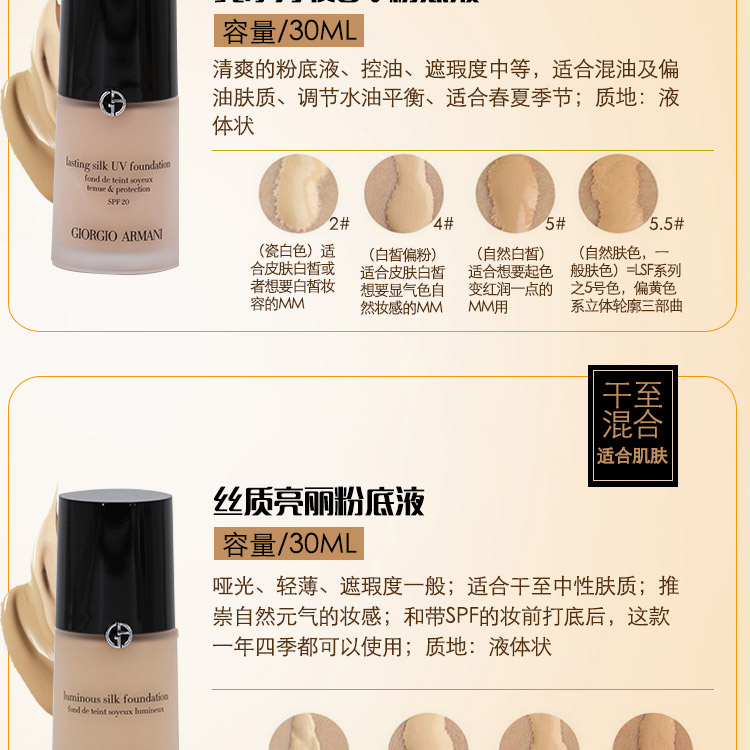 容量/30ML
清爽的粉底液、控油、遮瑕度中等，适合混油及偏
油肤质、调节水油平衡、适合春夏季节；质地：液
体状
lasting silk UV foundation
fond de teint soyeux
tenue & protection
SPF 20
GIORGIO ARMANI
2#
4#
5#
5.5#
（瓷白色）适
合皮肤白皙或
者想要白皙妆
容的MM
（白皙偏粉）
适合皮肤白皙
想要显气色自
然妆感的MM
（自然白皙）
适合想要起色
变红润一点的
MM用
（自然肤色，一
般肤色）=LSF系列
之5号色，偏黄色
系立体轮廓三部曲
干至
混合
适合肌肤
丝质亮丽粉底液
容量/30ML
哑光、轻薄、遮瑕度一般；适合干至中性肤质；推
崇自然元气的妆感；和带SPF的妆前打底后，这款
一年四季都可以使用；质地：液体状
luminous silk foundation
fond de teint soyeux lumineux